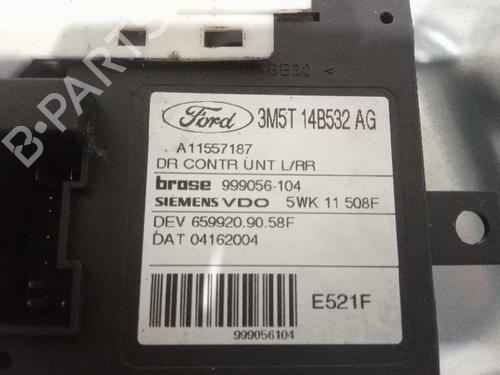 GB30 <
Ford 3M5T 14B532 AG
A11557187
DR CONTR UNT L/RR
brose 999056-104
SIEMENS VDO 5WK 11 508F
DEV 659920.90.58F
DAT 04162004
E521F
999056104